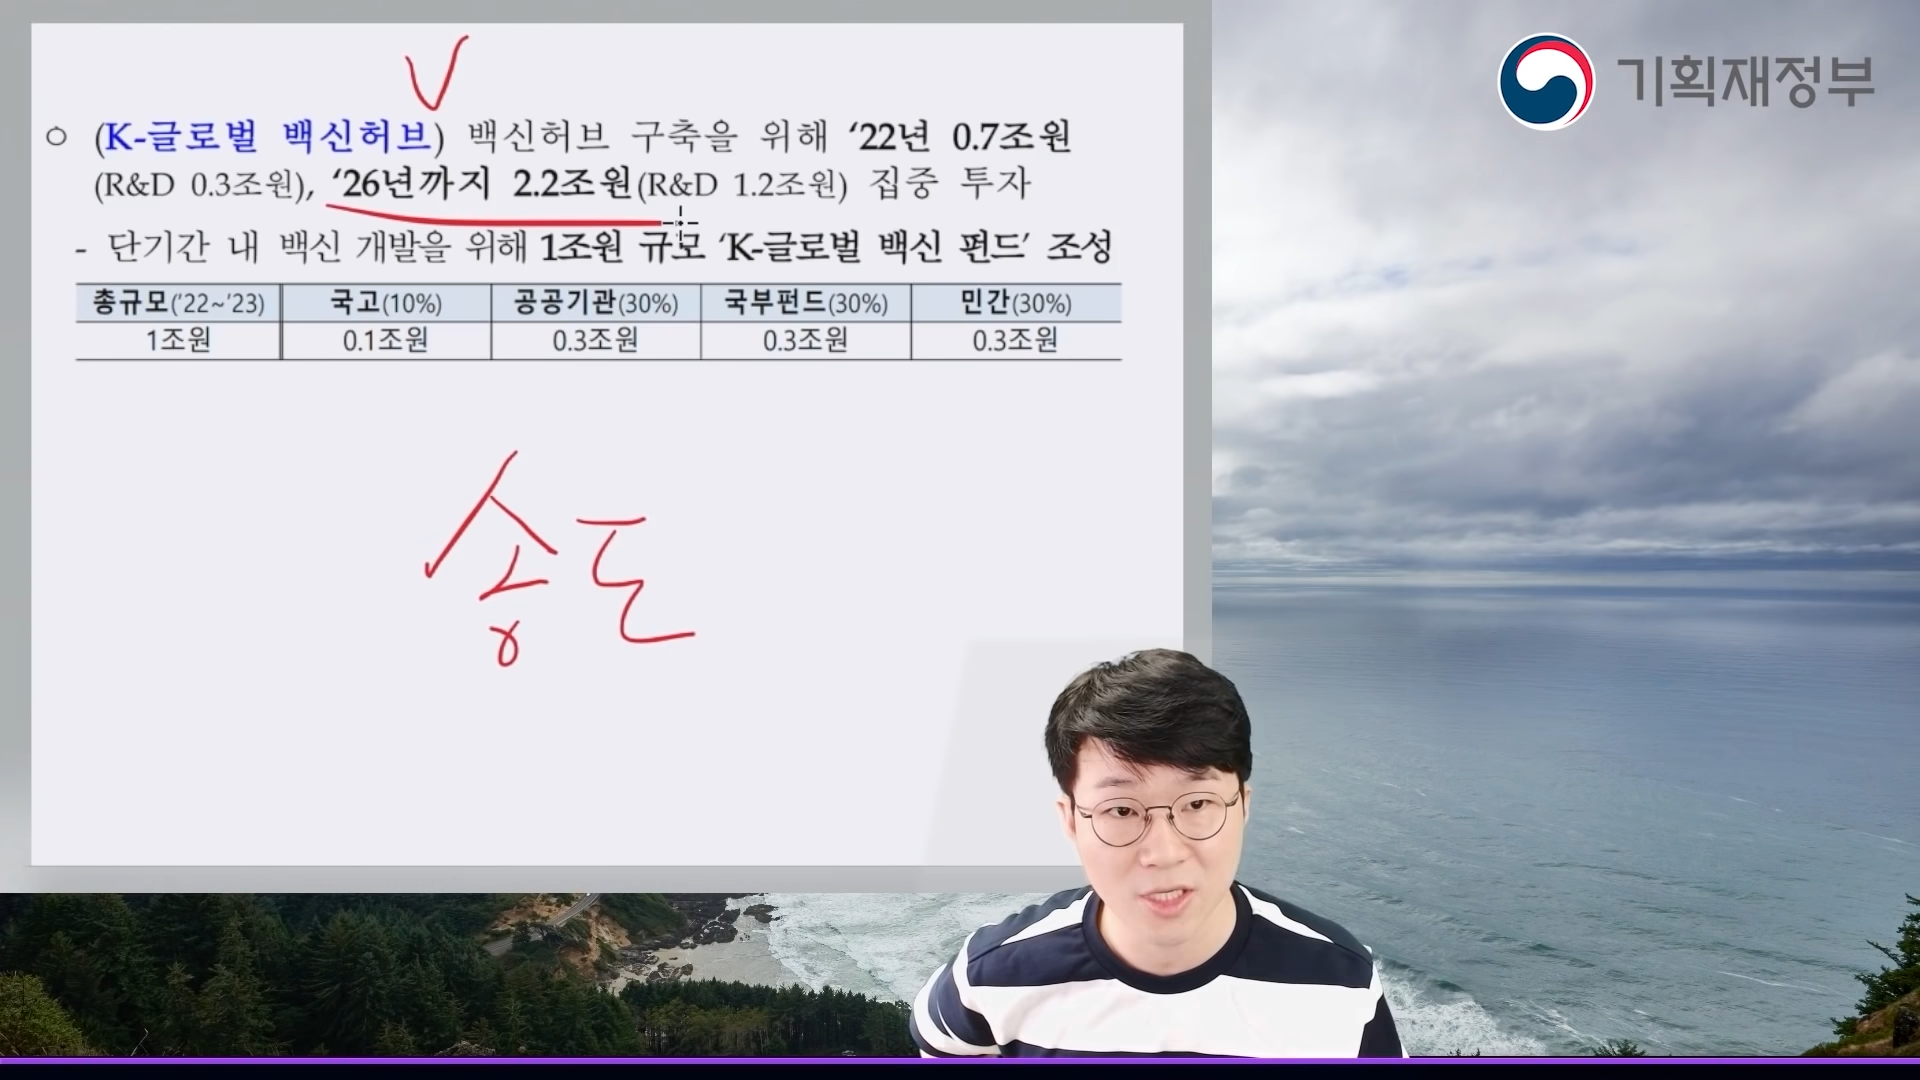 ○ (K-글로벌 백신허브) 백신허브 구축을 위해 ‘22년 0.7조원
(R&D 0.3조원), ‘26년까지 2.2조원(R&D 1.2조원) 집중 투자
- 단기간 내 백신 개발을 위해 1조원 규모 ‘K-글로벌 백신 펀드’ 조성
총규모(’22~’23) 국고(10%) 공공기관(30%) 국부펀드(30%) 민간(30%)
1조원 0.1조원 0.3조원 0.3조원 0.3조원
송도
기획재정부